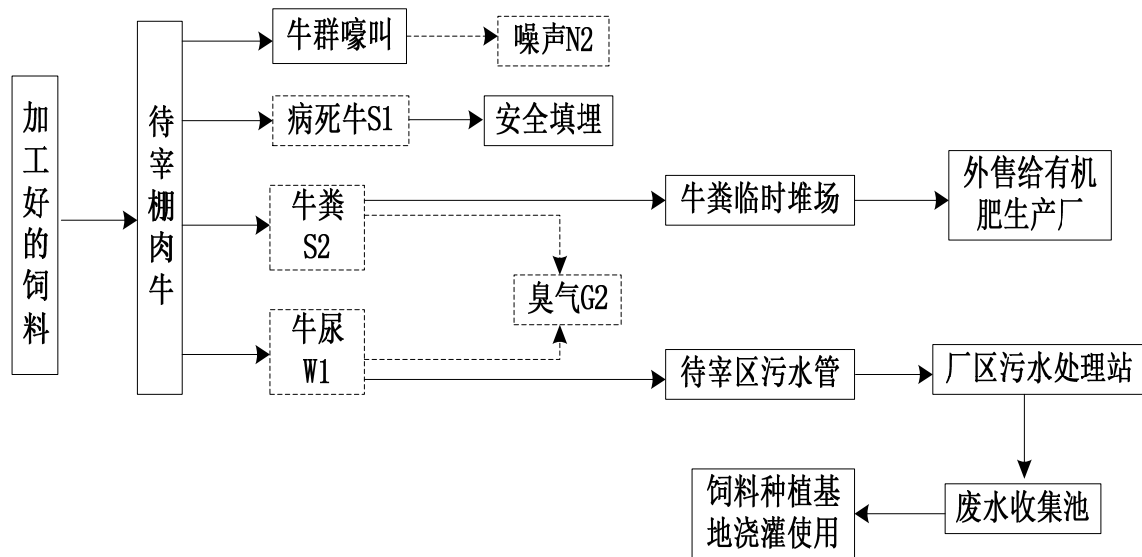 加工好的饲料
待宰棚肉牛
牛群嚎叫
噪声N2
病死牛S1
安全填埋
牛粪
S2
牛粪临时堆场
外售给有机
肥生产厂
臭气G2
牛尿
W1
待宰区污水管
厂区污水处理站
废水收集池
饲料种植基
地浇灌使用